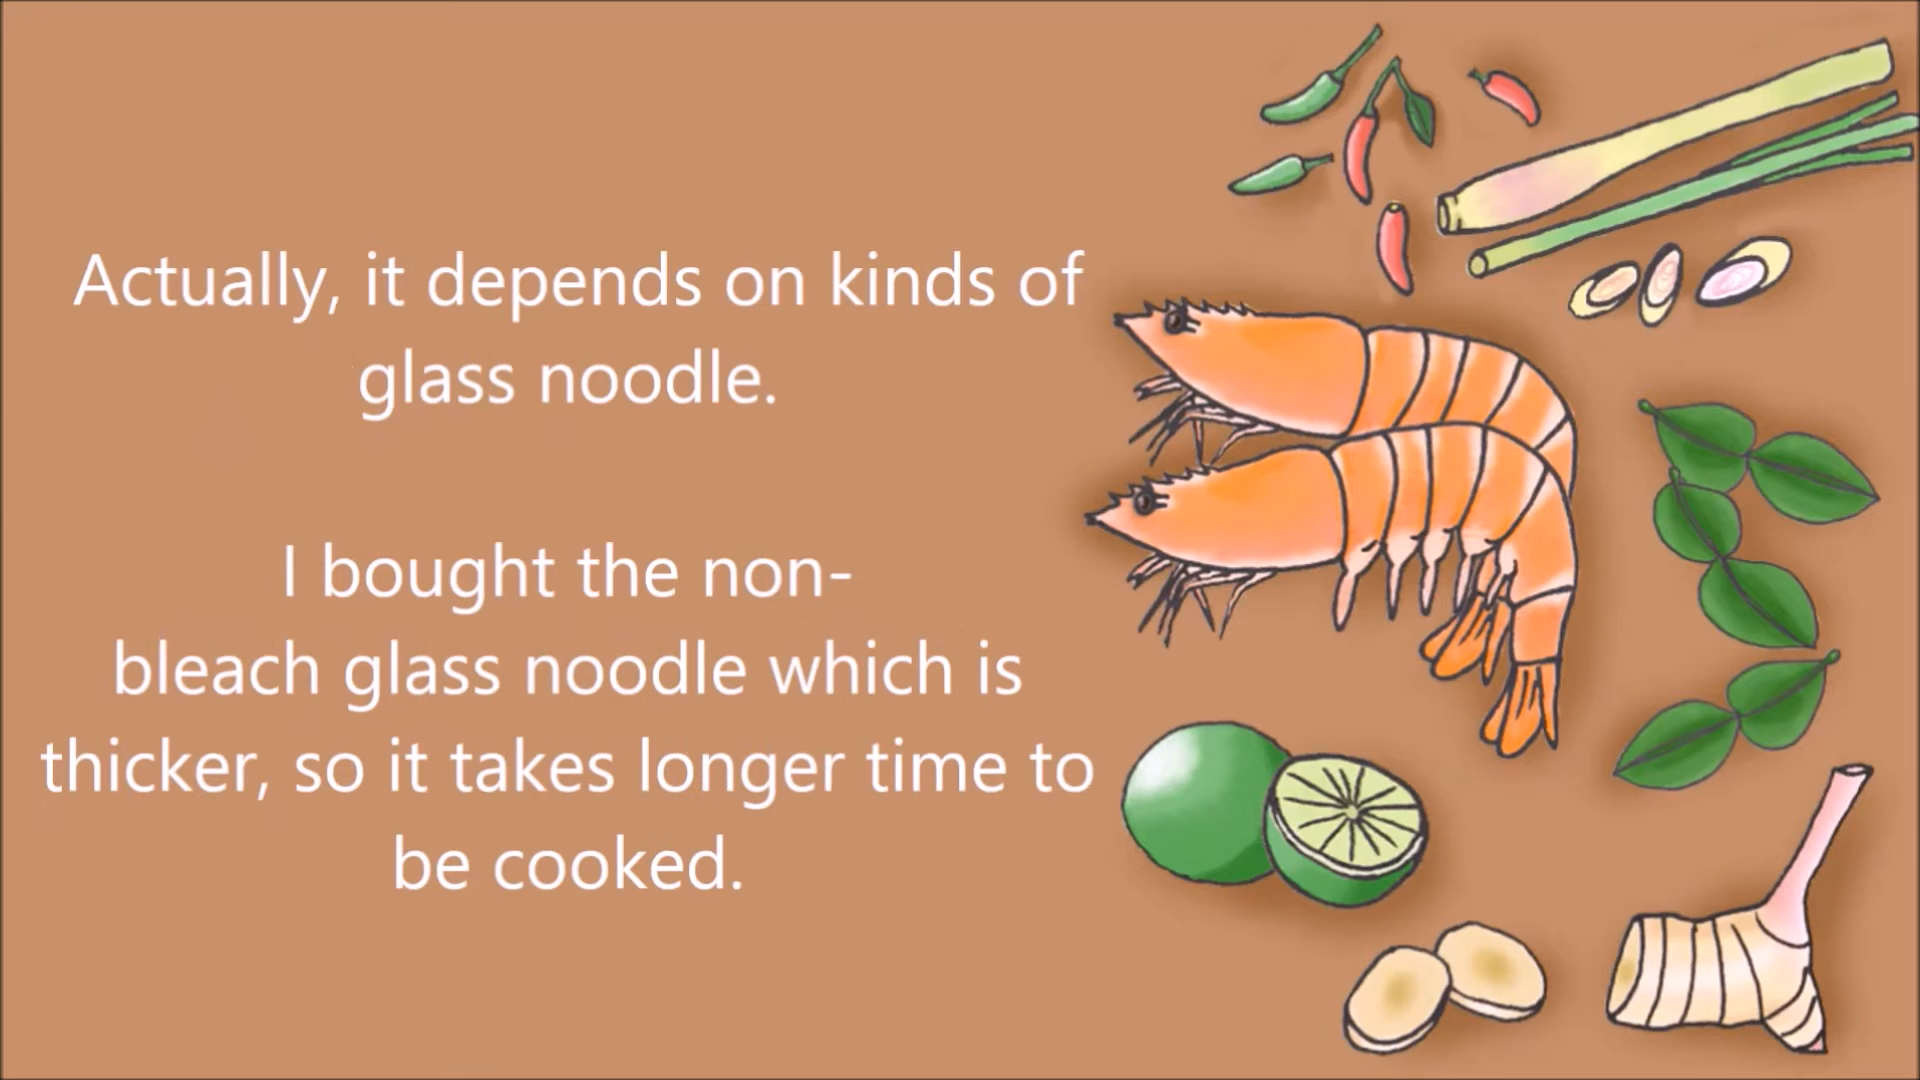 Actually, it depends on kinds of
glass noodle.
I bought the non-
bleach glass noodle which is
thicker, so it takes longer time to
be cooked.